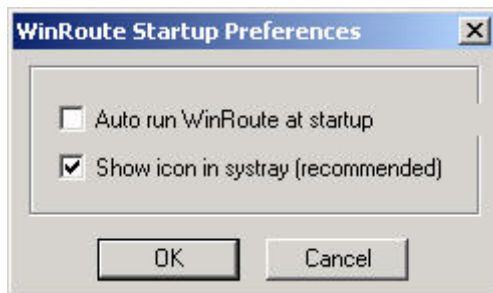 WinRoute Startup Preferences
Auto run WinRoute at startup
Show icon in systray (recommended)
OK
Cancel